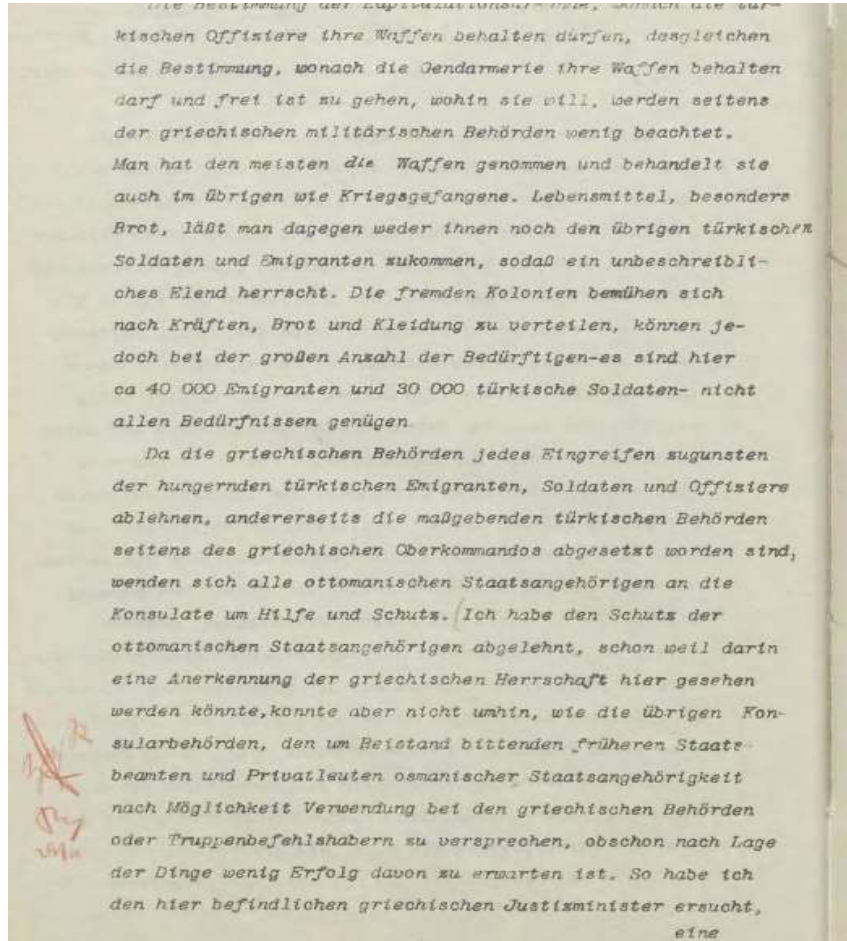 Die Bestimmung der Kapitulationsurkunde, wonach die tür-
kischen Offiziere ihre Waffen behalten dürfen, desgleichen
die Bestimmung, wonach die Gendarmerie ihre Waffen behalten
darf und frei ist zu gehen, wohin sie will, werden seitens
der griechischen militärischen Behörden wenig beachtet.
Man hat den meisten die Waffen genommen und behandelt sie
auch im übrigen wie Kriegsgefangene. Lebensmittel, besonders
Brot, läßt man dagegen weder ihnen noch den übrigen türkischen
Soldaten und Emigranten zukommen, sodaß ein unbeschreibli-
ches Elend herrscht. Die fremden Kolonien bemühen sich
nach Kräften, Brot und Kleidung zu verteilen, können je-
doch bei der großen Anzahl der Bedürftigen-es sind hier
ca 40 000 Emigranten und 30 000 türkische Soldaten- nicht
allen Bedürfnissen genügen.
Da die griechischen Behörden jedes Eingreifen zugunsten
der hungernden türkischen Emigranten, Soldaten und Offiziere
ablehnen, andererseits die maßgebenden türkischen Behörden
seitens des griechischen Oberkommandos abgesetzt worden sind,
wenden sich alle ottomanischen Staatsangehörigen an die
Konsulate um Hilfe und Schutz. (Ich habe den Schutz der
ottomanischen Staatsangehörigen abgelehnt, schon weil darin
eine Anerkennung der griechischen Herrschaft hier gesehen
werden könnte, konnte aber nicht umhin, wie die übrigen Kon-
sularbehörden, den um Beistand bittenden früheren Staats-
beamten und Privatleuten osmanischer Staatsangehörigkeit
nach Möglichkeit Verwendung bei den griechischen Behörden
oder Truppenbefehlshabern zu versprechen, obschon nach Lage
der Dinge wenig Erfolg davon zu erwarten ist. So habe ich
den hier befindlichen griechischen Justizminister ersucht,
eine